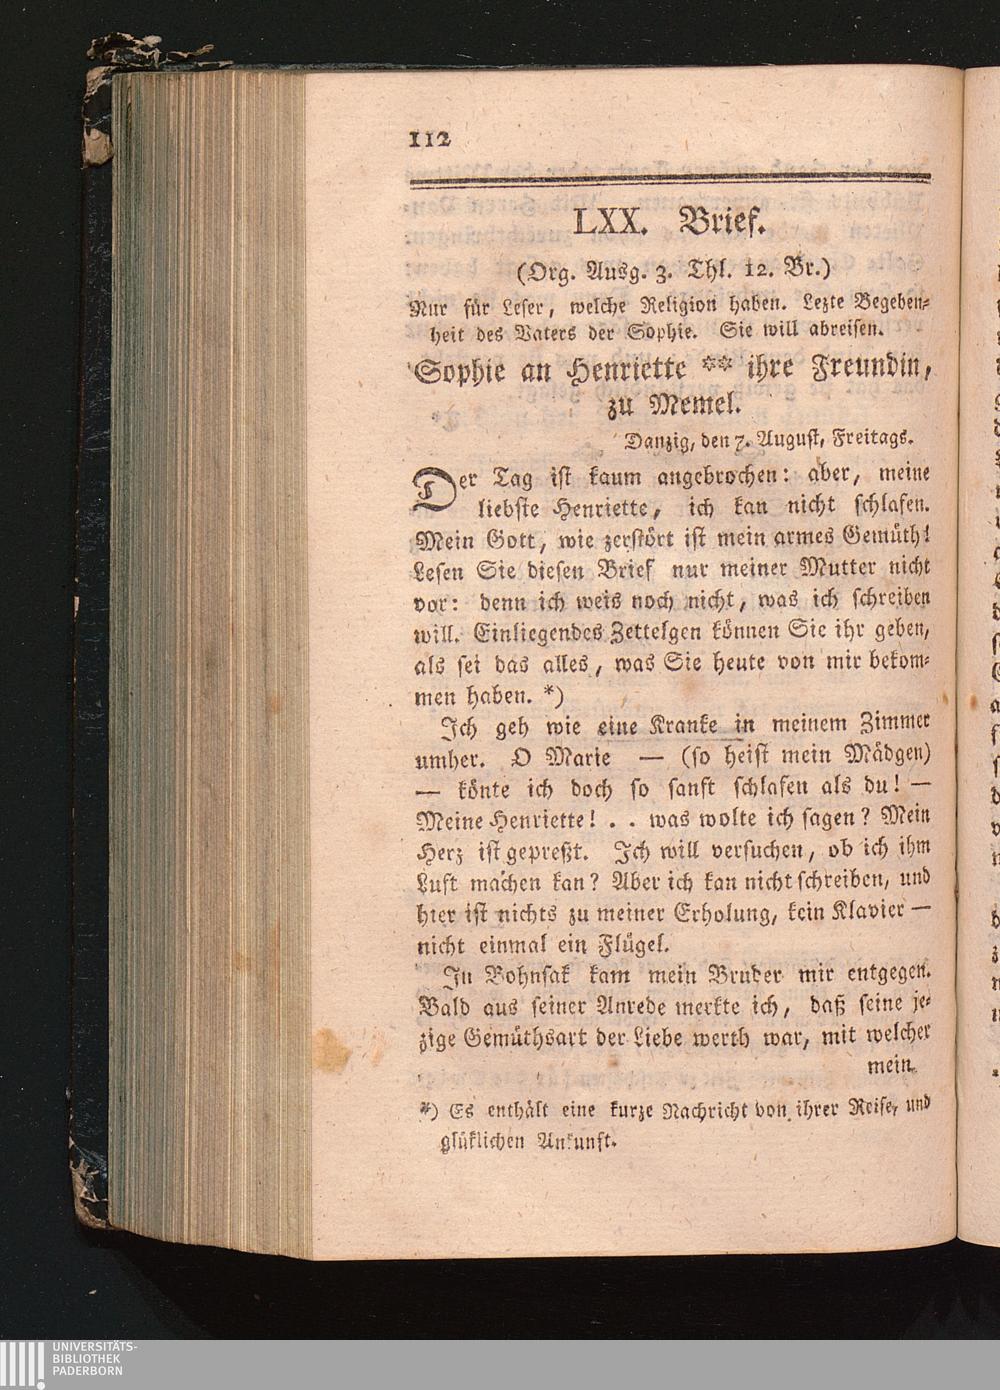 112
LXX. Brief.
(Org. Ausg. 3. Thl. 12. Br.)
Nur für Leser, welche Religion haben. Lezte Begeben-
heit des Vaters der Sophie. Sie will abreisen.
Sophie an Henriette ** ihre Freundin,
zu Memel.
Danzig, den 7. August, Freitags.
Der Tag ist kaum angebrochen: aber, meine
liebste Henriette, ich kan nicht schlafen.
Mein Gott, wie zerstört ist mein armes Gemüth!
Lesen Sie diesen Brief nur meiner Mutter nicht
vor: denn ich weis noch nicht, was ich schreiben
will. Einliegendes Zettelgen können Sie ihr geben,
als sei das alles, was Sie heute von mir bekom-
men haben. *)
Ich geh wie eine Kranke in meinem Zimmer
umher. O Marie — (so heist mein Mädgen)
— könte ich doch so sanft schlafen als du! —
Meine Henriette! . . was wolte ich sagen? Mein
Herz ist gepreßt. Ich will versuchen, ob ich ihm
Luft machen kan? Aber ich kan nicht schreiben, und
hier ist nichts zu meiner Erholung, kein Klavier —
nicht einmal ein Flügel.
In Bohnsak kam mein Bruder mir entgegen.
Bald aus seiner Anrede merkte ich, daß seine je-
zige Gemüthsart der Liebe werth war, mit welcher
mein
*) Es enthält eine kurze Nachricht von ihrer Reise, und
glüklichen Ankunft.
UNIVERSITÄTS-
BIBLIOTHEK
PADERBORN